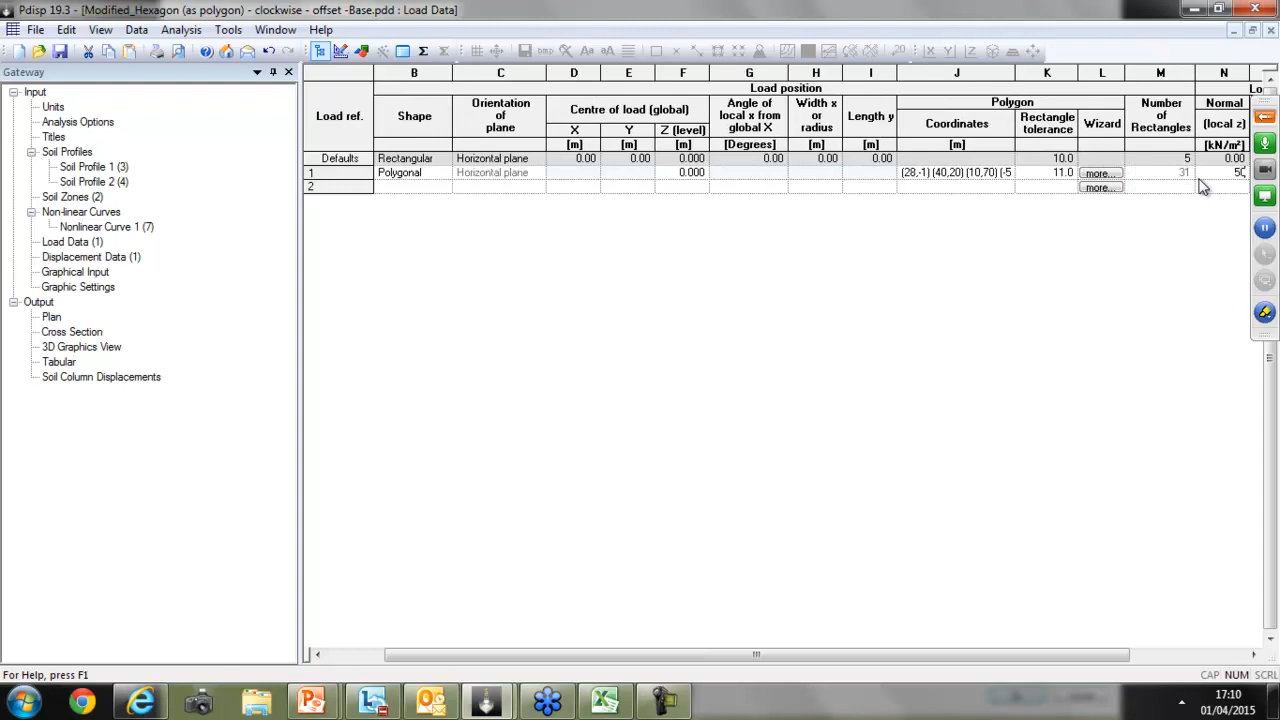 Pdisp 19.3 - [Modified_Hexagon (as polygon) - clockwise - offset -Base.pdd : Load Data]
File Edit View Data Analysis Tools Window Help
Gateway
Input
Units
Analysis Options
Titles
Soil Profiles
Soil Profile 1 (3)
Soil Profile 2 (4)
Soil Zones (2)
Non-linear Curves
Nonlinear Curve 1 (7)
Load Data (1)
Displacement Data (1)
Graphical Input
Graphic Settings
Output
Plan
Cross Section
3D Graphics View
Tabular
Soil Column Displacements
B C D E F G H I J K L M N
Load position Lo
Load ref. Shape Orientation of plane Centre of load (global) Angle of local x from global X Width x or radius Length y Polygon Number of Rectangles Normal (local z)
X Y Z (level) Coordinates Rectangle tolerance Wizard
[m] [m] [m] [Degrees] [m] [m] [m] [kN/m²]
Defaults Rectangular Horizontal plane 0.00 0.00 0.000 0.00 0.00 0.00 10.0 5 0.00
1 Polygonal Horizontal plane 0.000 (28,-1) (40,20) (10,70) (-5 11.0 more... 31 50
2 more...
For Help, press F1
CAP NUM SCRL
17:10
01/04/2015